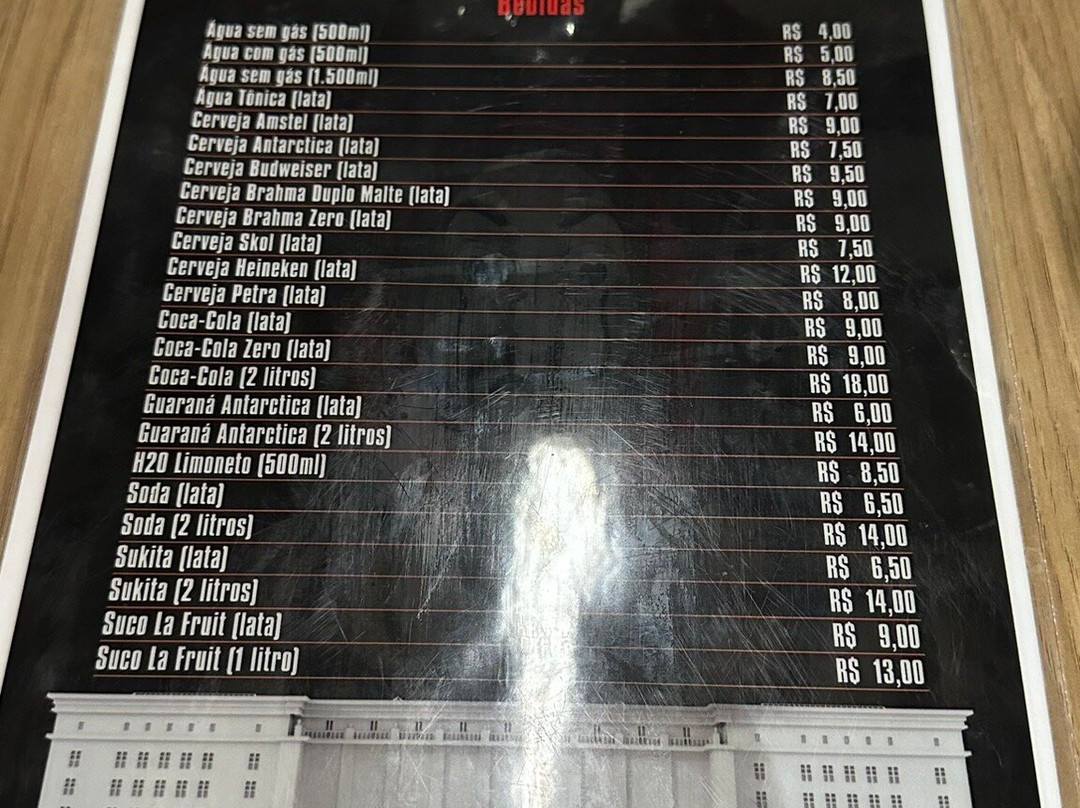 Bebidas
Água sem gás (500ml) R$ 4,00
Água com gás (500ml) R$ 5,00
Água sem gás (1.500ml) R$ 8,50
Água Tônica (lata) R$ 7,00
Cerveja Amstel (lata) R$ 9,00
Cerveja Antarctica (lata) R$ 7,50
Cerveja Budweiser (lata) R$ 9,50
Cerveja Brahma Duplo Malte (lata) R$ 9,00
Cerveja Brahma Zero (lata) R$ 9,00
Cerveja Skol (lata) R$ 7,50
Cerveja Heineken (lata) R$ 12,00
Cerveja Petra (lata) R$ 8,00
Coca-Cola (lata) R$ 9,00
Coca-Cola Zero (lata) R$ 9,00
Coca-Cola (2 litros) R$ 18,00
Guaraná Antarctica (lata) R$ 6,00
Guaraná Antarctica (2 litros) R$ 14,00
H2O Limoneto (500ml) R$ 8,50
Soda (lata) R$ 6,50
Soda (2 litros) R$ 14,00
Sukita (lata) R$ 6,50
Sukita (2 litros) R$ 14,00
Suco La Fruit (lata) R$ 9,00
Suco La Fruit (1 litro) R$ 13,00